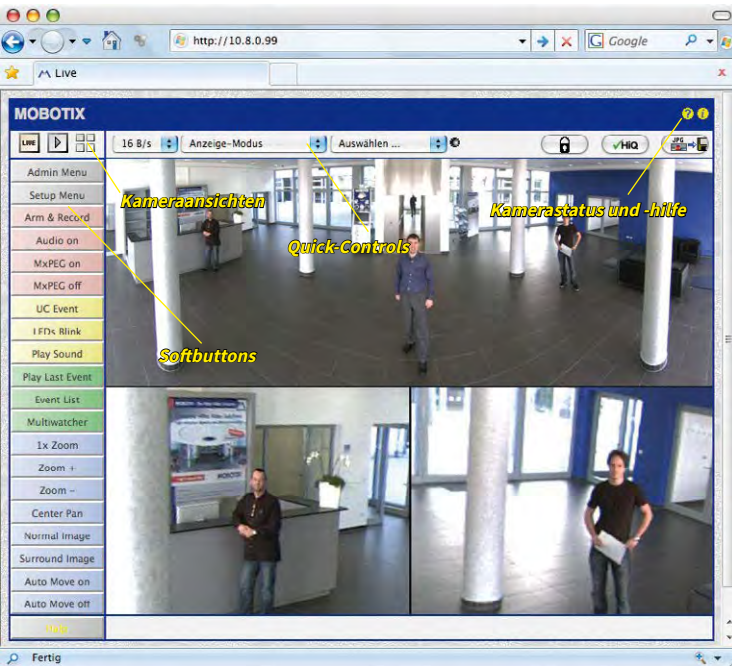 http://10.8.0.99
Google
Live
MOBOTIX
LIVE
16 B/s
Anzeige-Modus
Auswählen ...
HiQ
JPG
Admin Menu
Setup Menu
Arm & Record
Audio on
MxPEG on
MxPEG off
UC Event
LEDs Blink
Play Sound
Play Last Event
Event List
Multiwatcher
1x Zoom
Zoom +
Zoom –
Center Pan
Normal Image
Surround Image
Auto Move on
Auto Move off
Help
Kameraansichten
Quick-Controls
Kamerastatus und -hilfe
Softbuttons
MOBOTIX
MOBOTIX
Fertig